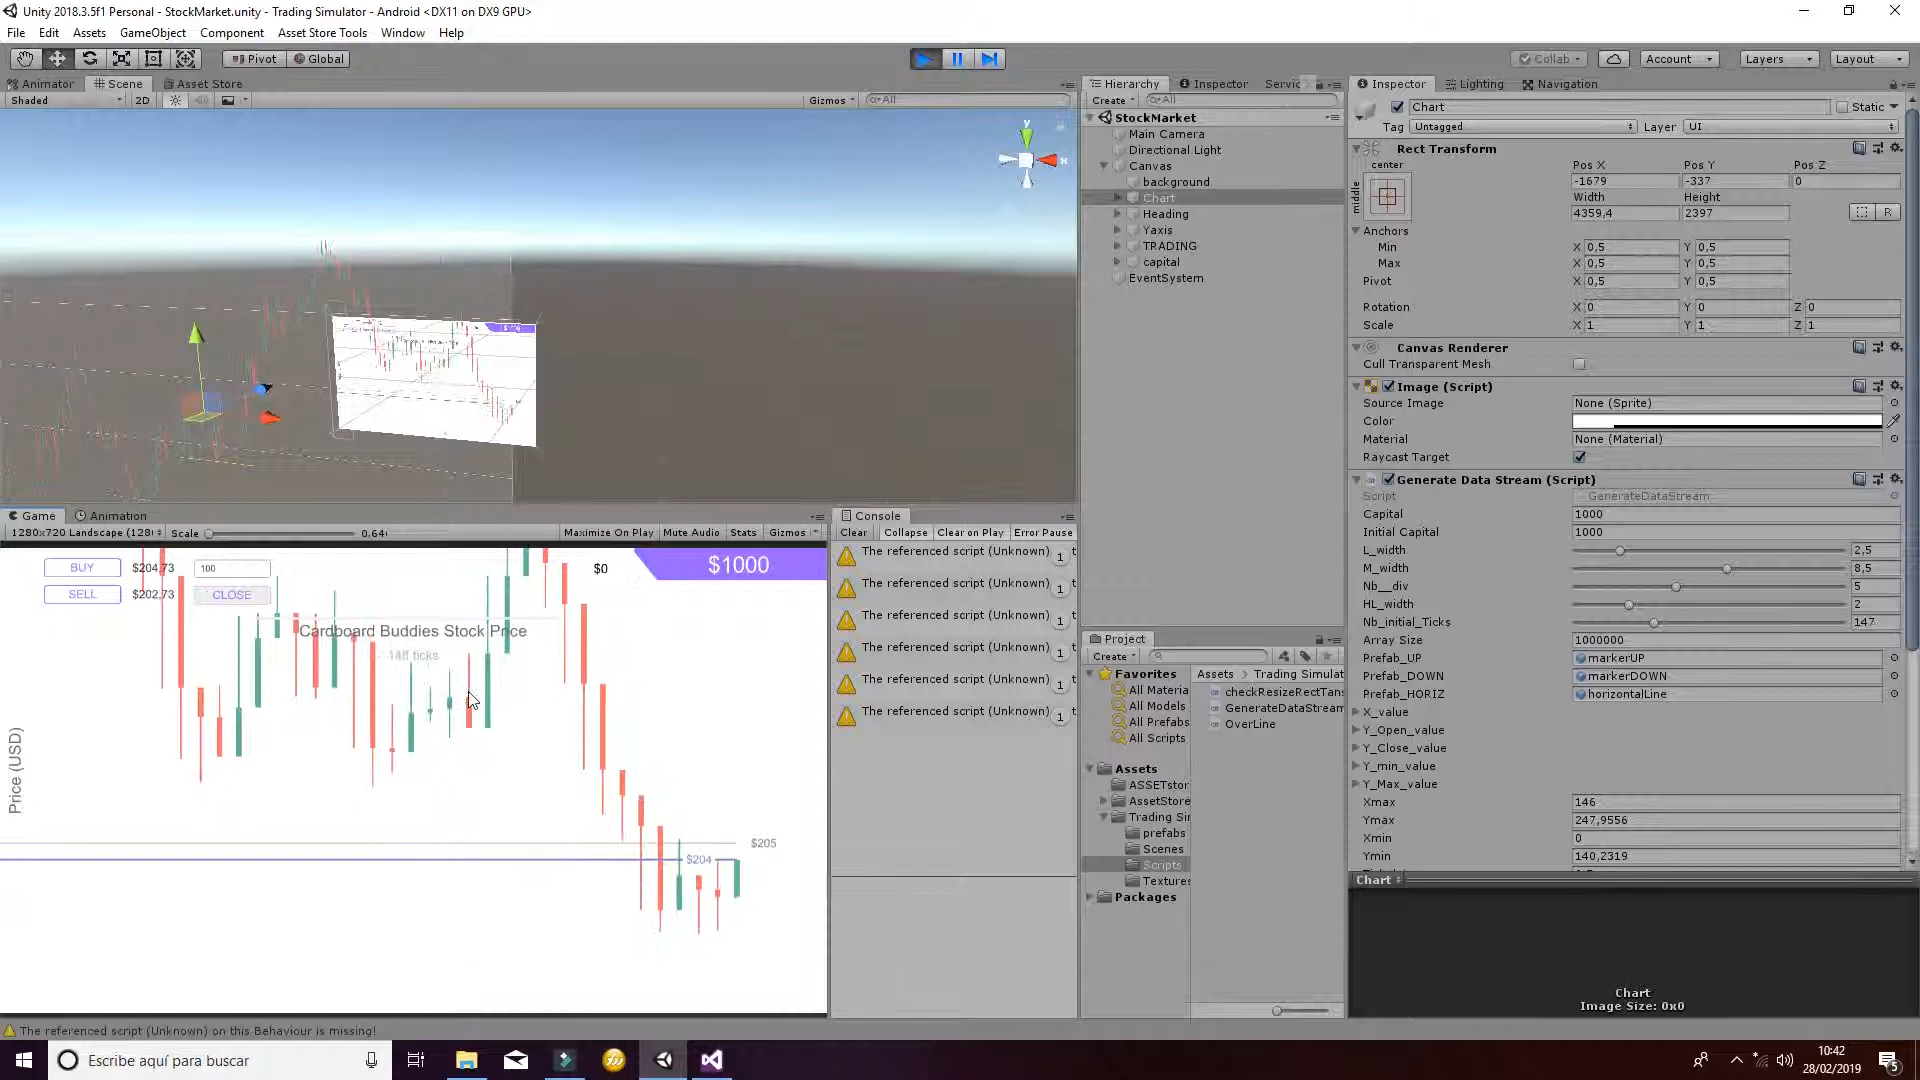 Unity 2018.3.5f1 Personal - StockMarket.unity - Trading Simulator - Android <DX11 on DX9 GPU>
File Edit Assets GameObject Component Asset Store Tools Window Help
Pivot Global Collab Account Layers Layout
Animator Scene Asset Store
Shaded 2D Gizmos All
y
x
Game Animation
1280x720 Landscape (128 Scale 0.64 Maximize On Play Mute Audio Stats Gizmos
BUY $204,73 100 $0 $1000
SELL $202,73 CLOSE
Cardboard Buddies Stock Price
ticks
Price (USD)
$205
$204
Console
Clear Collapse Clear on Play Error Pause
The referenced script (Unknown) 1 t
The referenced script (Unknown) 1 t
The referenced script (Unknown) 1 t
The referenced script (Unknown) 1 t
The referenced script (Unknown) 1 t
The referenced script (Unknown) 1 t
Hierarchy Inspector Servic
Create All
StockMarket
Main Camera
Directional Light
Canvas
background
Chart
Heading
Yaxis
TRADING
capital
EventSystem
Project
Create
Favorites
All Materia
All Models
All Prefabs
All Scripts
Assets
ASSETstor
AssetStore
Trading Sir
prefabs
Scenes
Scripts
Textures
Packages
Assets Trading Simulat
checkResizeRectTans
GenerateDataStream
OverLine
Inspector Lighting Navigation
Chart Static
Tag Untagged Layer UI
Rect Transform
center Pos X Pos Y Pos Z
middle -1679 -337 0
Width Height
4359,4 2397 R
Anchors
Min X 0,5 Y 0,5
Max X 0,5 Y 0,5
Pivot X 0,5 Y 0,5
Rotation X 0 Y 0 Z 0
Scale X 1 Y 1 Z 1
Canvas Renderer
Cull Transparent Mesh
Image (Script)
Source Image None (Sprite)
Color
Material None (Material)
Raycast Target
Generate Data Stream (Script)
Script GenerateDataStream
Capital 1000
Initial Capital 1000
L_width 2,5
M_width 8,5
Nb__div 5
HL_width 2
Nb_initial_Ticks 147
Array Size 1000000
Prefab_UP markerUP
Prefab_DOWN markerDOWN
Prefab_HORIZ horizontalLine
X_value
Y_Open_value
Y_Close_value
Y_min_value
Y_Max_value
Xmax 146
Ymax 247,9556
Xmin 0
Ymin 140,2319
Chart
Chart
Image Size: 0x0
The referenced script (Unknown) on this Behaviour is missing!
Escribe aquí para buscar
10:42
28/02/2019
5